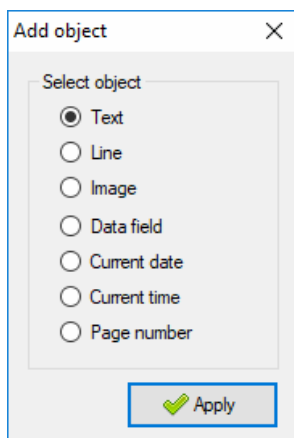 Add object
Select object
Text
Line
Image
Data field
Current date
Current time
Page number
Apply